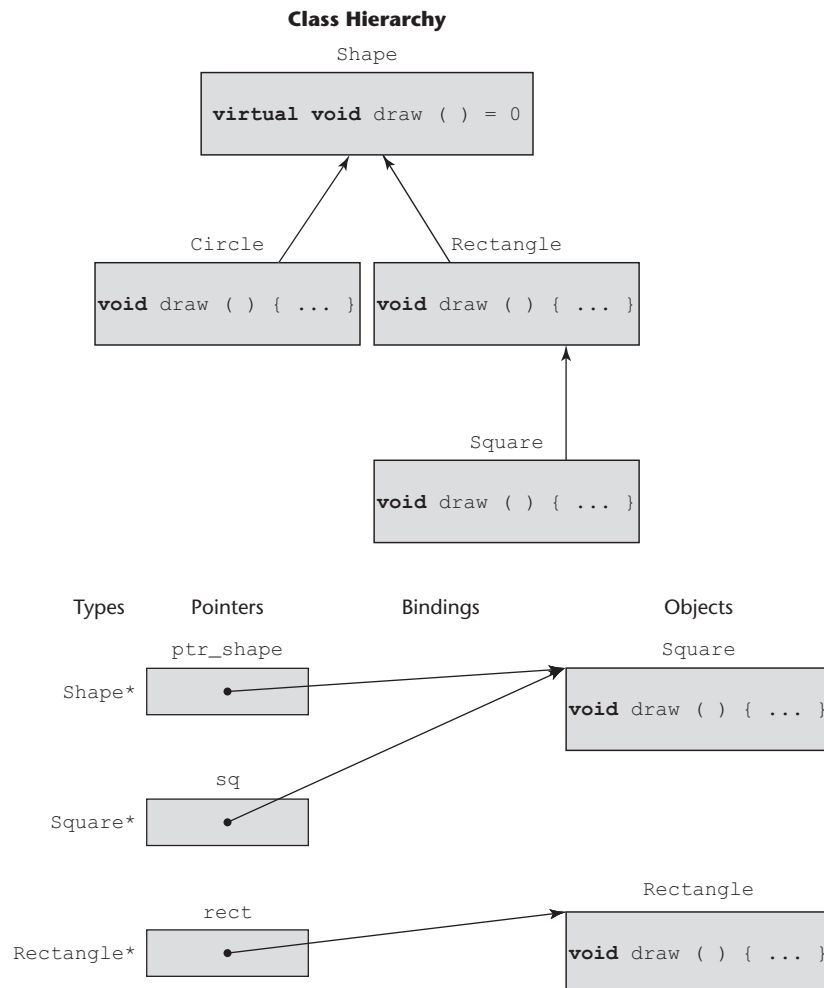 Class Hierarchy
Shape
virtual void draw ( ) = 0
Circle
Rectangle
void draw ( ) { ... }
void draw ( ) { ... }
Square
void draw ( ) { ... }
Types Pointers Bindings Objects
ptr_shape
Square
Shape*
void draw ( ) { ... }
sq
Square*
rect
Rectangle
Rectangle*
void draw ( ) { ... }